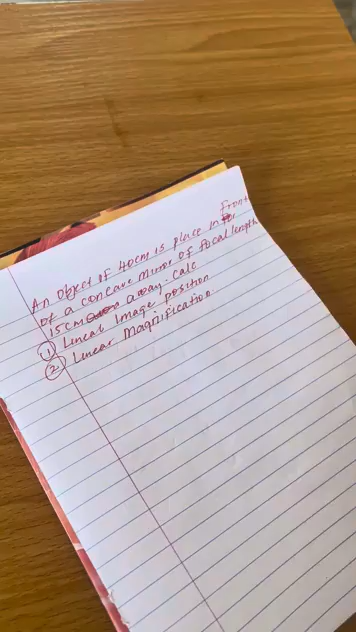 An object of 40cm is place in Front
of a concave mirror of focal length
15cm away. calc
① Lineal Image position
② Linear Magnification.